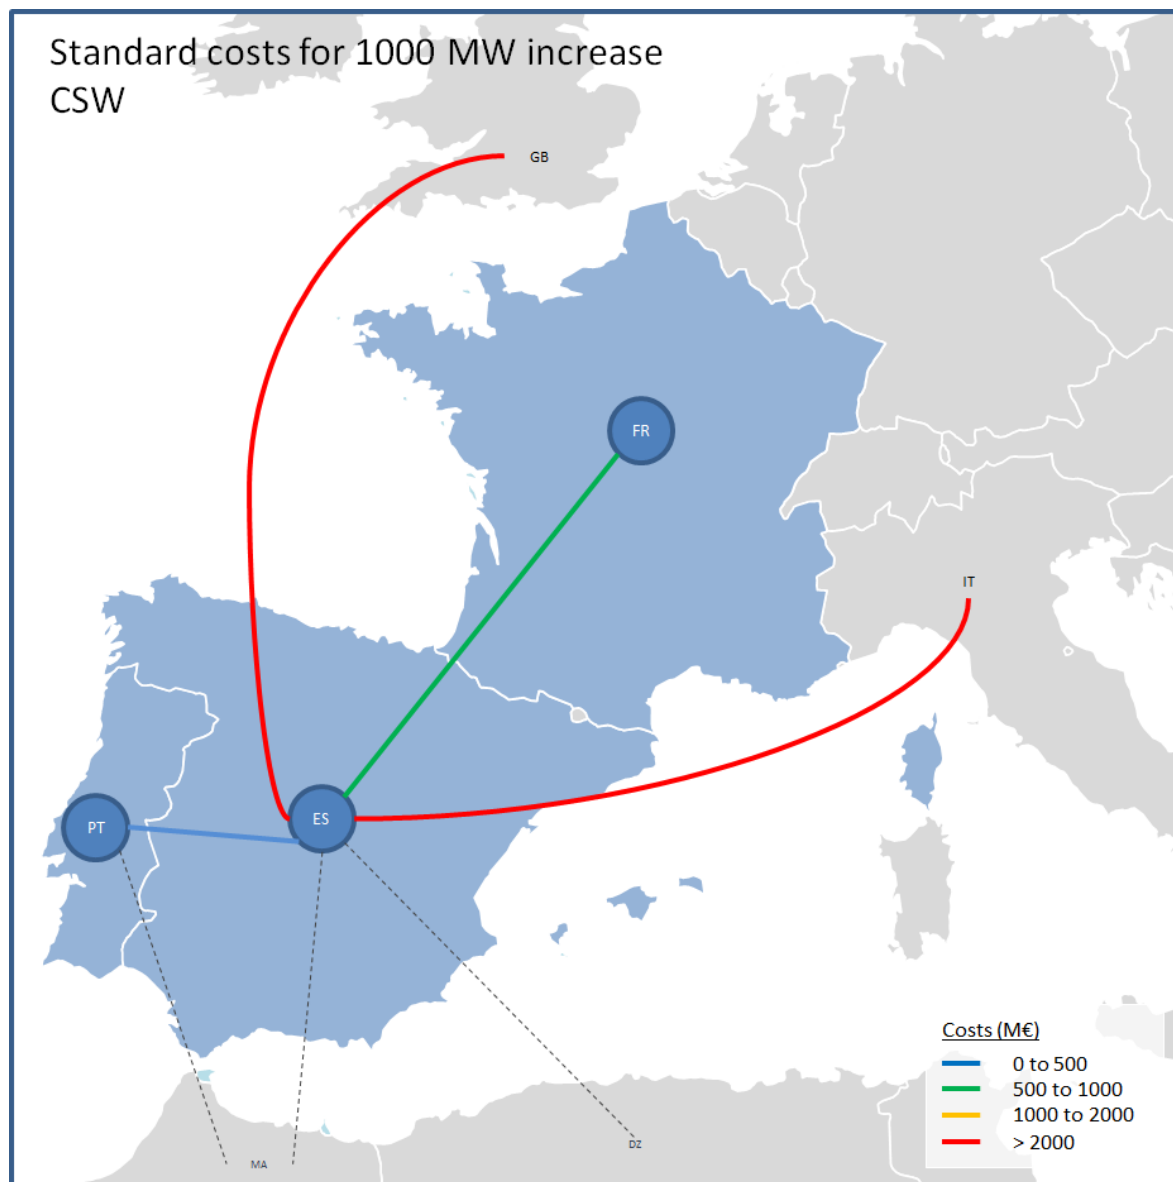 Standard costs for 1000 MW increase
CSW
GB
FR
IT
PT
ES
MA
DZ
Costs (M€)
0 to 500
500 to 1000
1000 to 2000
> 2000